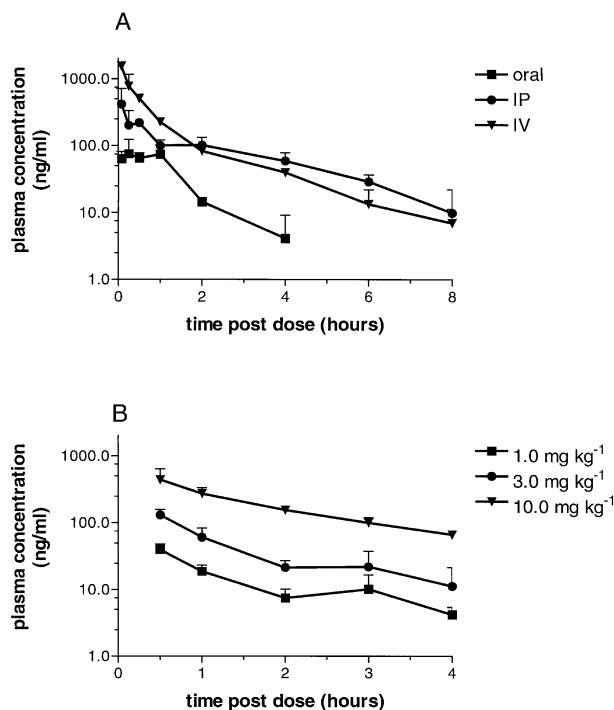 A
plasma concentration
(ng/ml)
1000.0
100.0
10.0
1.0
0
2
4
6
8
time post dose (hours)
oral
IP
IV
B
plasma concentration
(ng/ml)
1000.0
100.0
10.0
1.0
0
1
2
3
4
time post dose (hours)
1.0 mg kg⁻¹
3.0 mg kg⁻¹
10.0 mg kg⁻¹